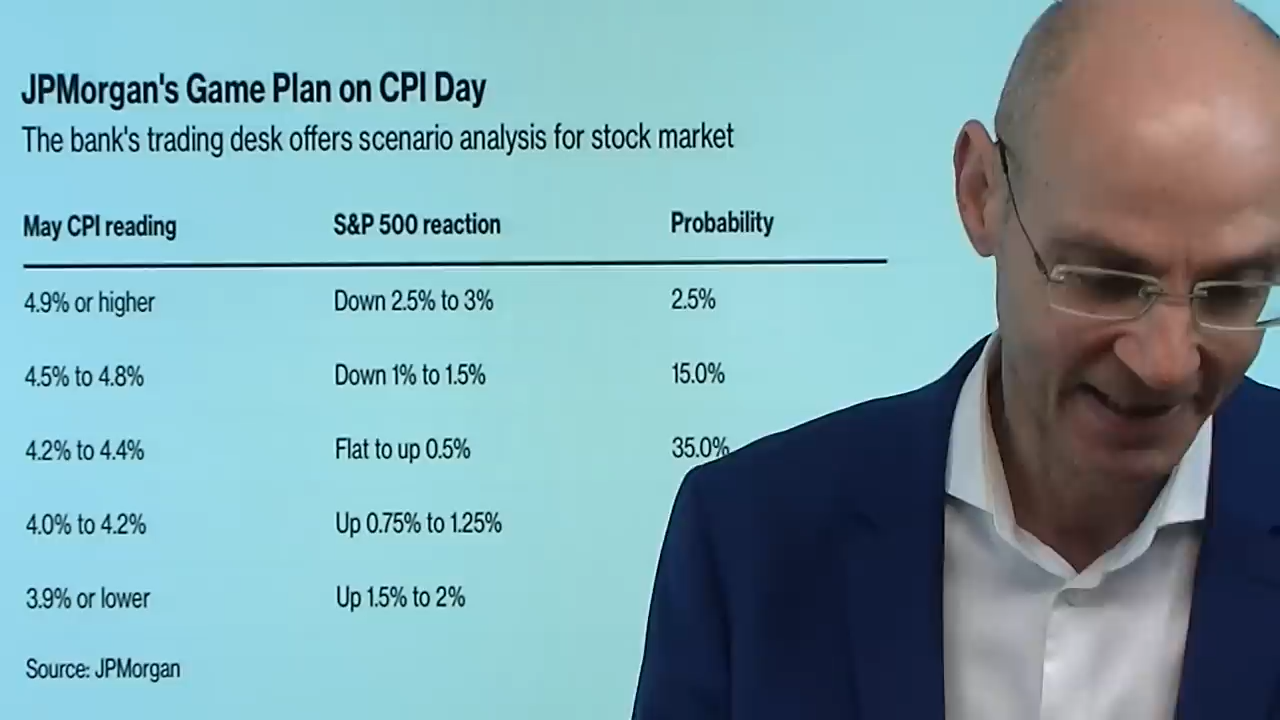 JPMorgan's Game Plan on CPI Day
The bank's trading desk offers scenario analysis for stock market
May CPI reading S&P 500 reaction Probability
4.9% or higher Down 2.5% to 3% 2.5%
4.5% to 4.8% Down 1% to 1.5% 15.0%
4.2% to 4.4% Flat to up 0.5% 35.0%
4.0% to 4.2% Up 0.75% to 1.25%
3.9% or lower Up 1.5% to 2%
Source: JPMorgan